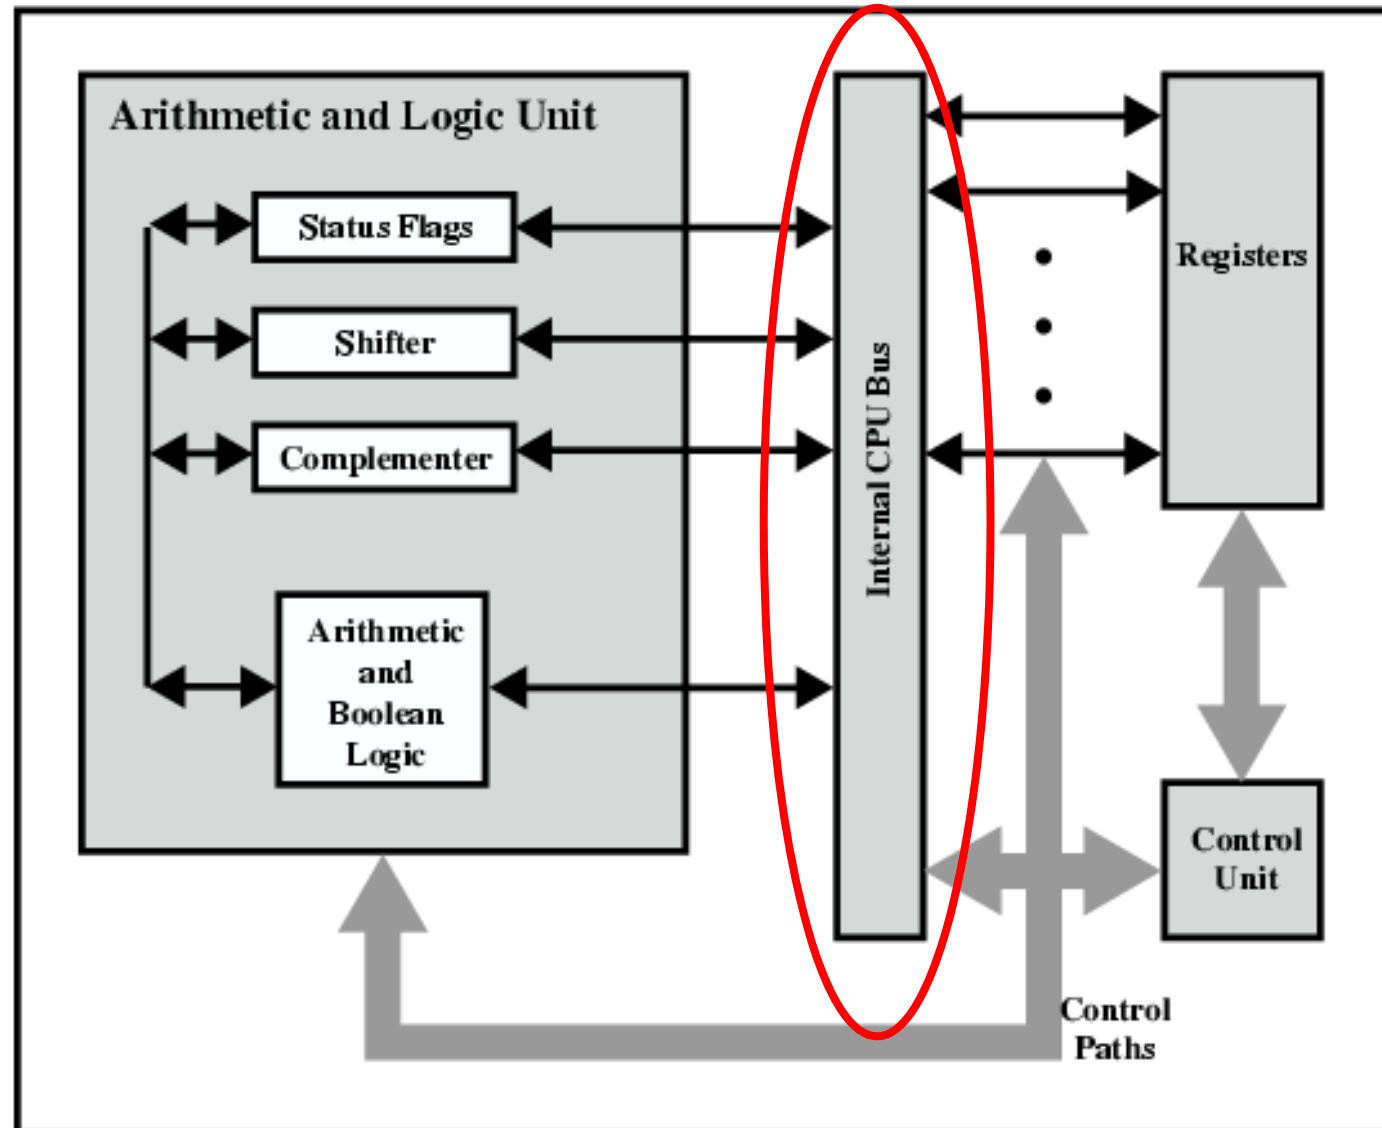 Arithmetic and Logic Unit
Status Flags
Shifter
Complementer
Arithmetic
and
Boolean
Logic
Internal CPU Bus
Registers
Control
Unit
Control
Paths